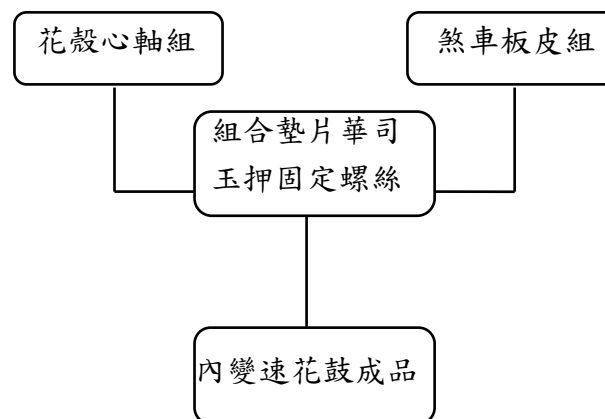 花殼心軸組
煞車板皮組
組合墊片華司
玉押固定螺絲
內變速花鼓成品